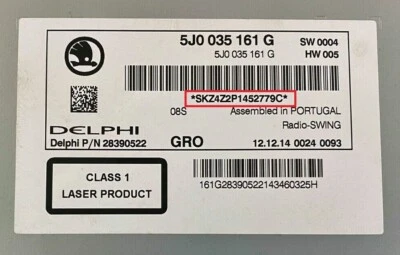 5J0 035 161 G SW 0004
5J0 035 161 G HW 005
*SKZ4Z2P1452779C*
08S Assembled in PORTUGAL
DELPHI Radio-SWING
Delphi P/N 28390522 GRO 12.12.14 0024 0093
CLASS 1
LASER PRODUCT
161G28390522143460325H